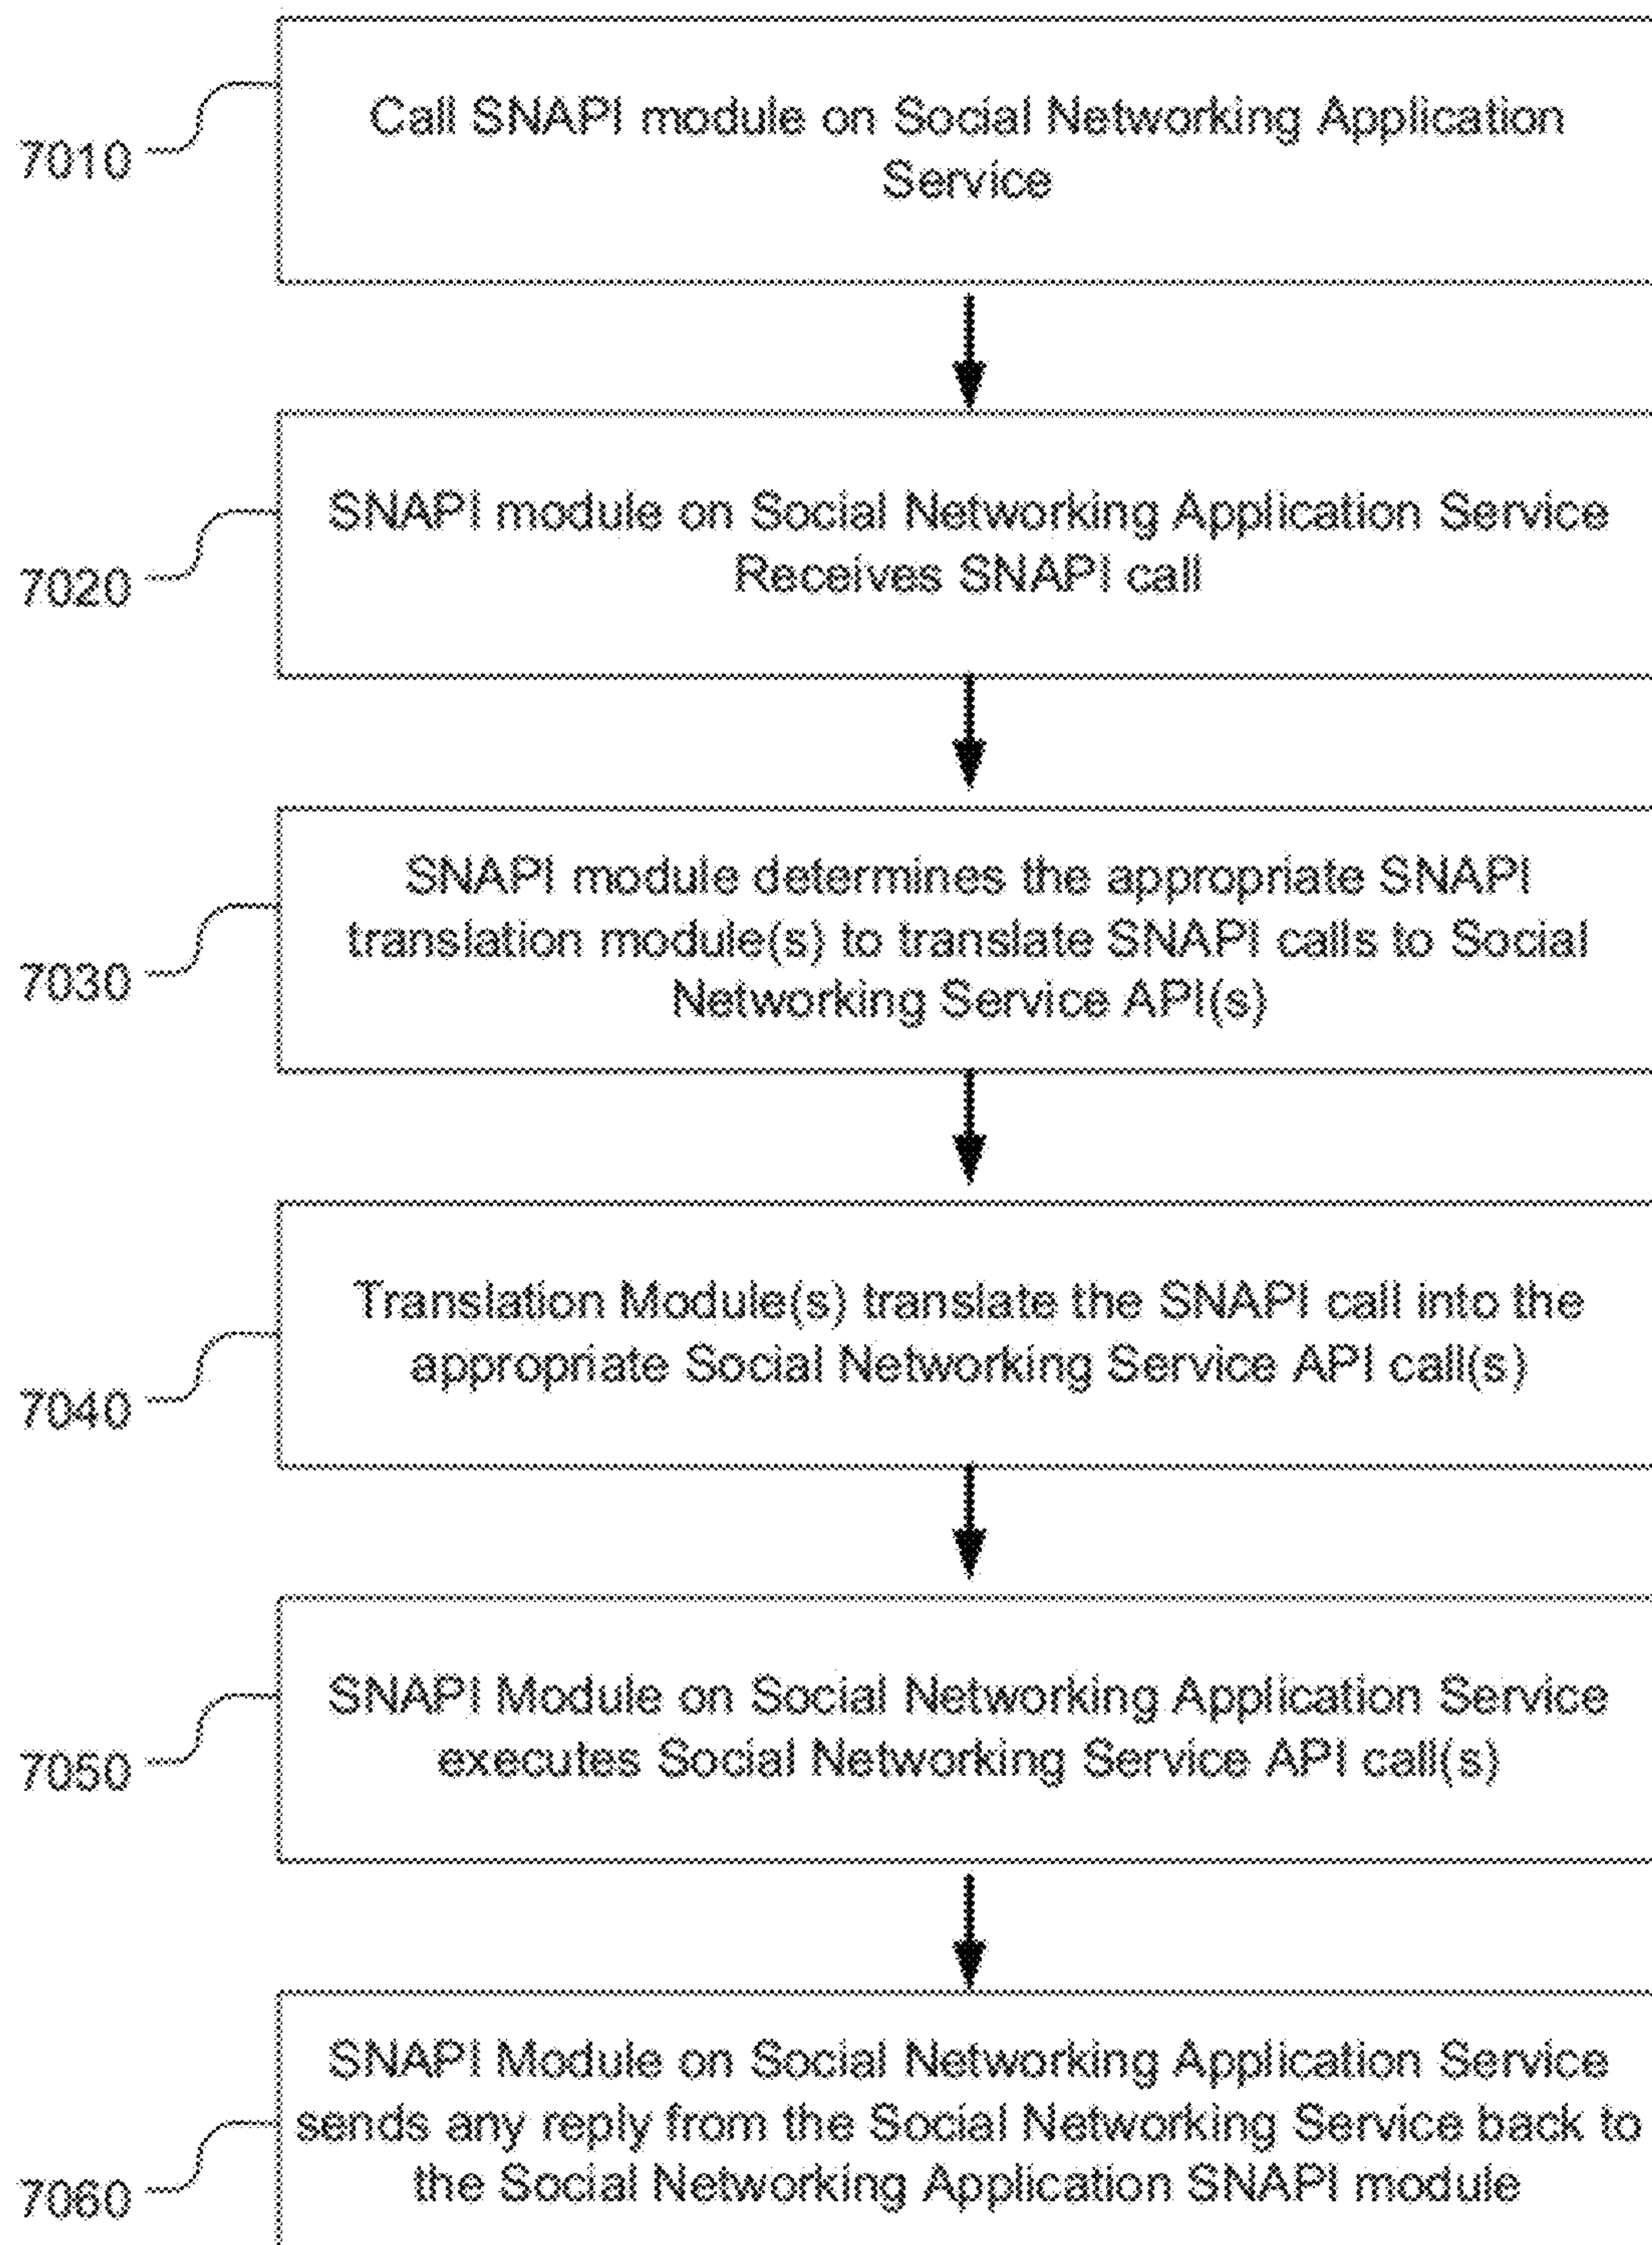 7010
Call SNAPI module on Social Networking Application
Service
7020
SNAPI module on Social Networking Application Service
Receives SNAPI call
7030
SNAPI module determines the appropriate SNAPI
translation module(s) to translate SNAPI calls to Social
Networking Service API(s)
7040
Translation Module(s) translate the SNAPI call into the
appropriate Social Networking Service API call(s)
7050
SNAPI Module on Social Networking Application Service
executes Social Networking Service API call(s)
7060
SNAPI Module on Social Networking Application Service
sends any reply from the Social Networking Service back to
the Social Networking Application SNAPI module